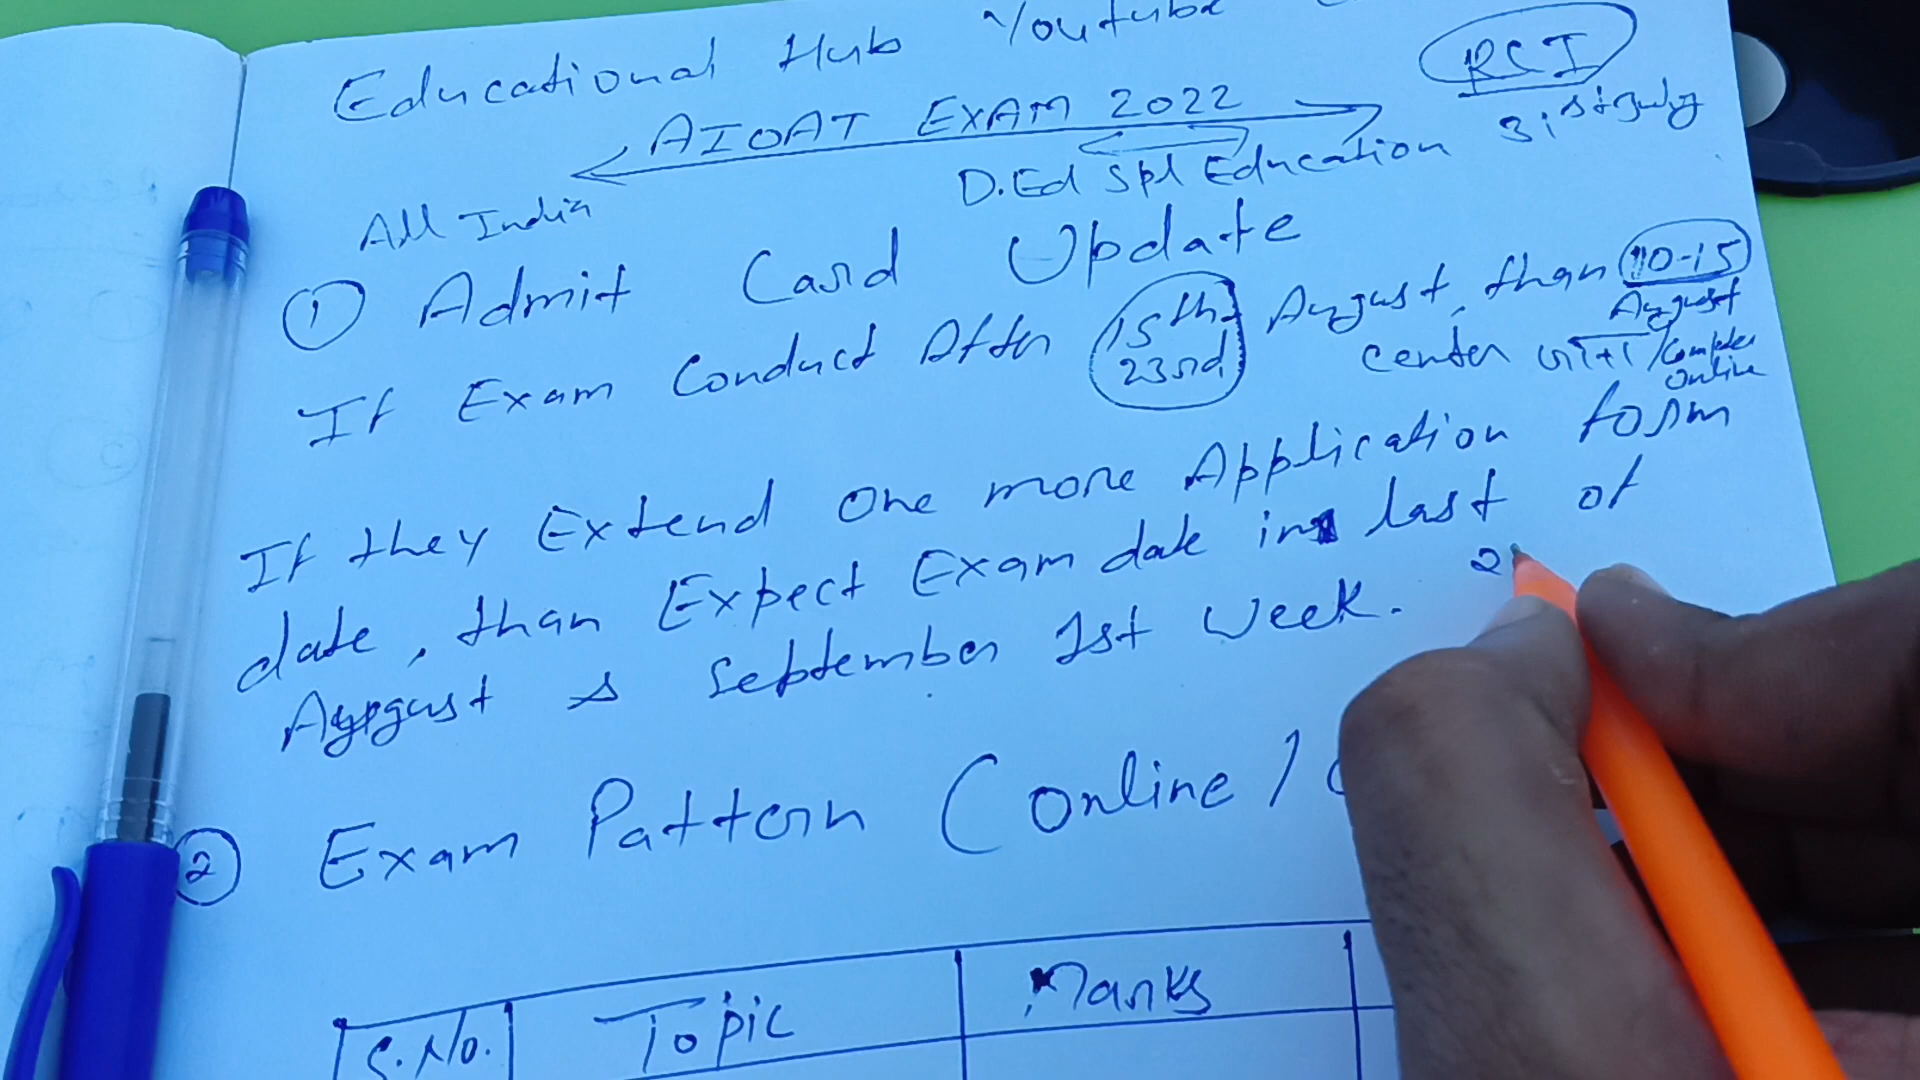 Educational Hub Youtube
RCI
AIOAT EXAM 2022
31st July
D.Ed Spl Education
All India
① Admit Card Update
If Exam Conduct After 15th August, than 10-15
23rd
August
center
Online
If they Extend one more Application form
date, than Expect Exam date in last of
August & September 1st Week.
2
② Exam Pattern (Online/
S.No. Topic Marks